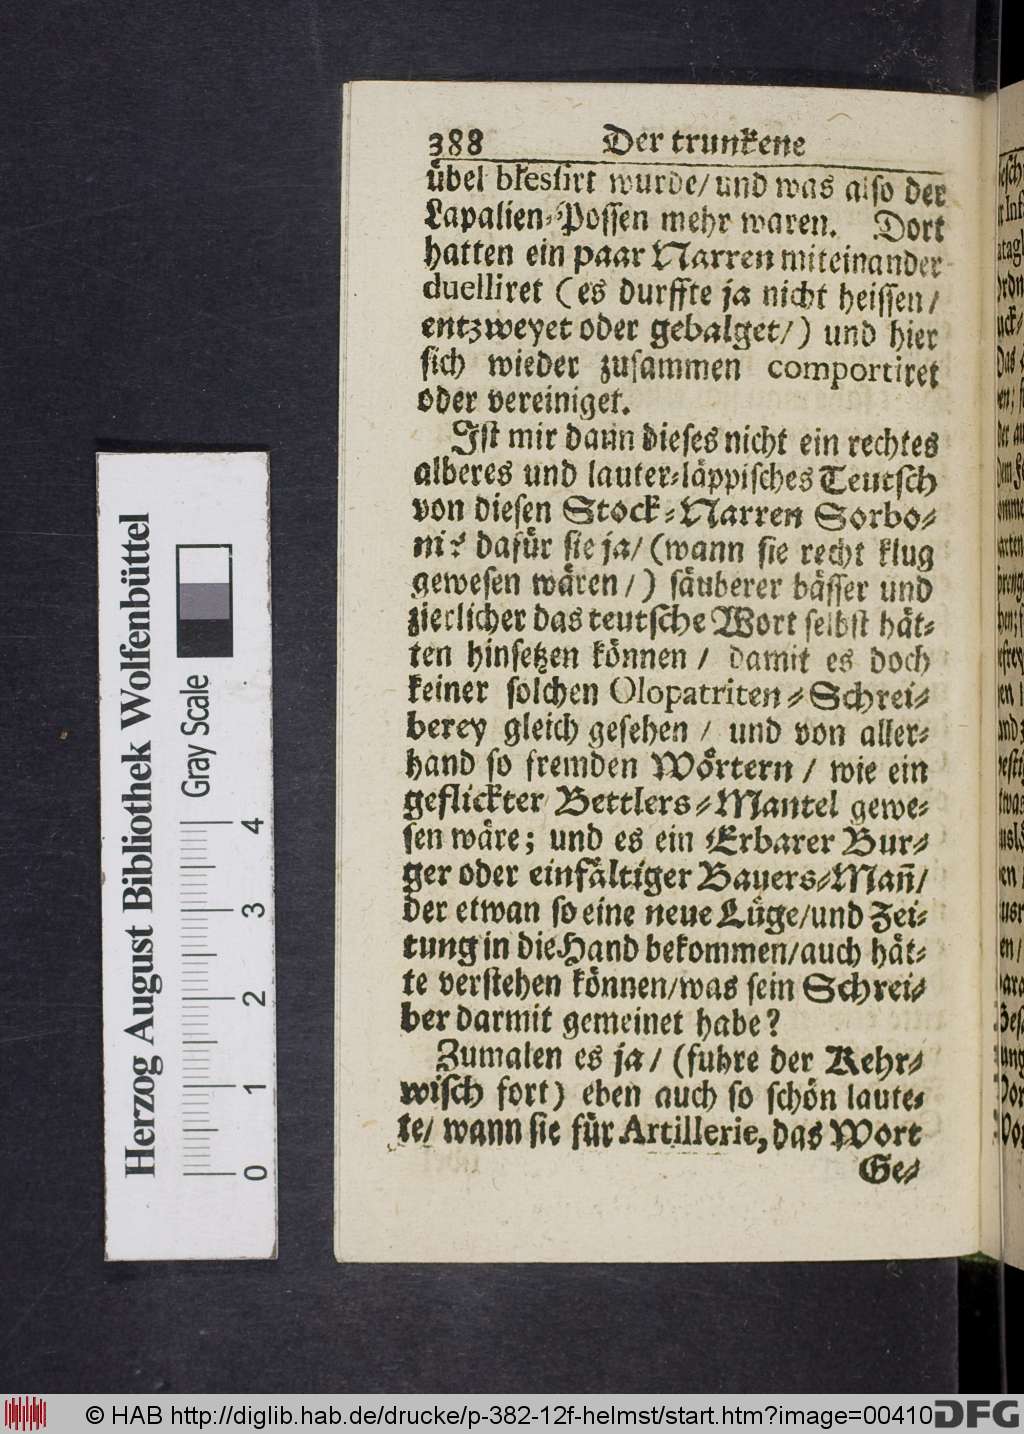 388 Der trunkene
übel blessirt wurde/ und was also der
Lapalien-Possen mehr waren. Dort
hatten ein paar Narren miteinander
duelliret (es durffte ja nicht heissen/
entzweyet oder gebalget/) und hier
sich wieder zusammen comportiret
oder vereiniget.
Ist mir dann dieses nicht ein rechtes
alberes und lauter-läppisches Teutsch
von diesen Stock-Narren Sorbo-
ni? dafür sie ja/ (wann sie recht klug
gewesen wären/) säuberer bässer und
zierlicher das teutsche Wort selbst hät-
ten hinsetzen können / damit es doch
keiner solchen Olopatriten-Schrei-
berey gleich gesehen / und von aller-
hand so fremden Wörtern / wie ein
geflickter Bettlers-Mantel gewe-
sen wäre; und es ein Erbarer Bur-
ger oder einfältiger Bauers-Mañ/
der etwan so eine neue Lüge/und Zei-
tung in die Hand bekommen/auch hät-
te verstehen können/was sein Schrei-
ber darmit gemeinet habe?
Zumalen es ja / (fuhre der Kehr-
wisch fort) eben auch so schön laute-
te/ wann sie für Artillerie, das Wort
Ge-
Herzog August Bibliothek Wolfenbüttel
Gray Scale
0 1 2 3 4
© HAB http://diglib.hab.de/drucke/p-382-12f-helmst/start.htm?image=00410
DFG